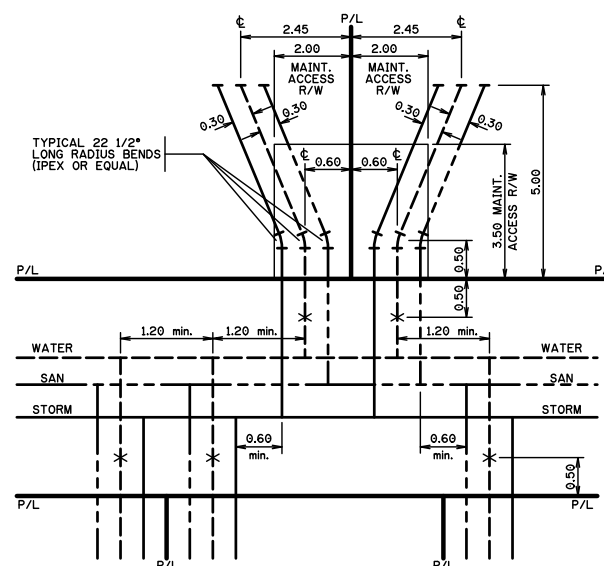 P/L
℄ 2.45 2.45 ℄
2.00 2.00
MAINT. ACCESS R/W
MAINT. ACCESS R/W
0.30 0.30 0.30 0.30
TYPICAL 22 1/2°
LONG RADIUS BENDS
(IPEX OR EQUAL)
℄ 0.60 0.60 ℄
3.50 MAINT.
ACCESS R/W
5.00
0.50
P/L P/L
0.50
1.20 min. 1.20 min. 1.20 min.
WATER WATER
SAN SAN
STORM STORM
0.60 min.
0.60 min.
0.50
P/L P/L
P/L P/L